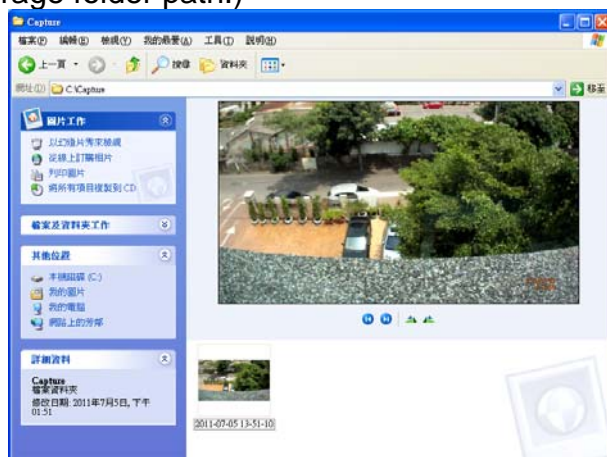 rage folder path.)
Capture
檔案(F) 編輯(E) 檢視(V) 我的最愛(A) 工具(T) 說明(H)
上一頁 搜尋 資料夾
網址(D) C:\Capture 移至
圖片工作
以幻燈片秀來檢視
從線上訂購相片
列印圖片
將所有項目複製到 CD
檔案及資料夾工作
其他位置
本機磁碟 (C:)
我的圖片
我的電腦
網路上的芳鄰
詳細資料
Capture
檔案資料夾
修改日期: 2011年7月5日, 下午
01:51
2011-07-05 13-51-10